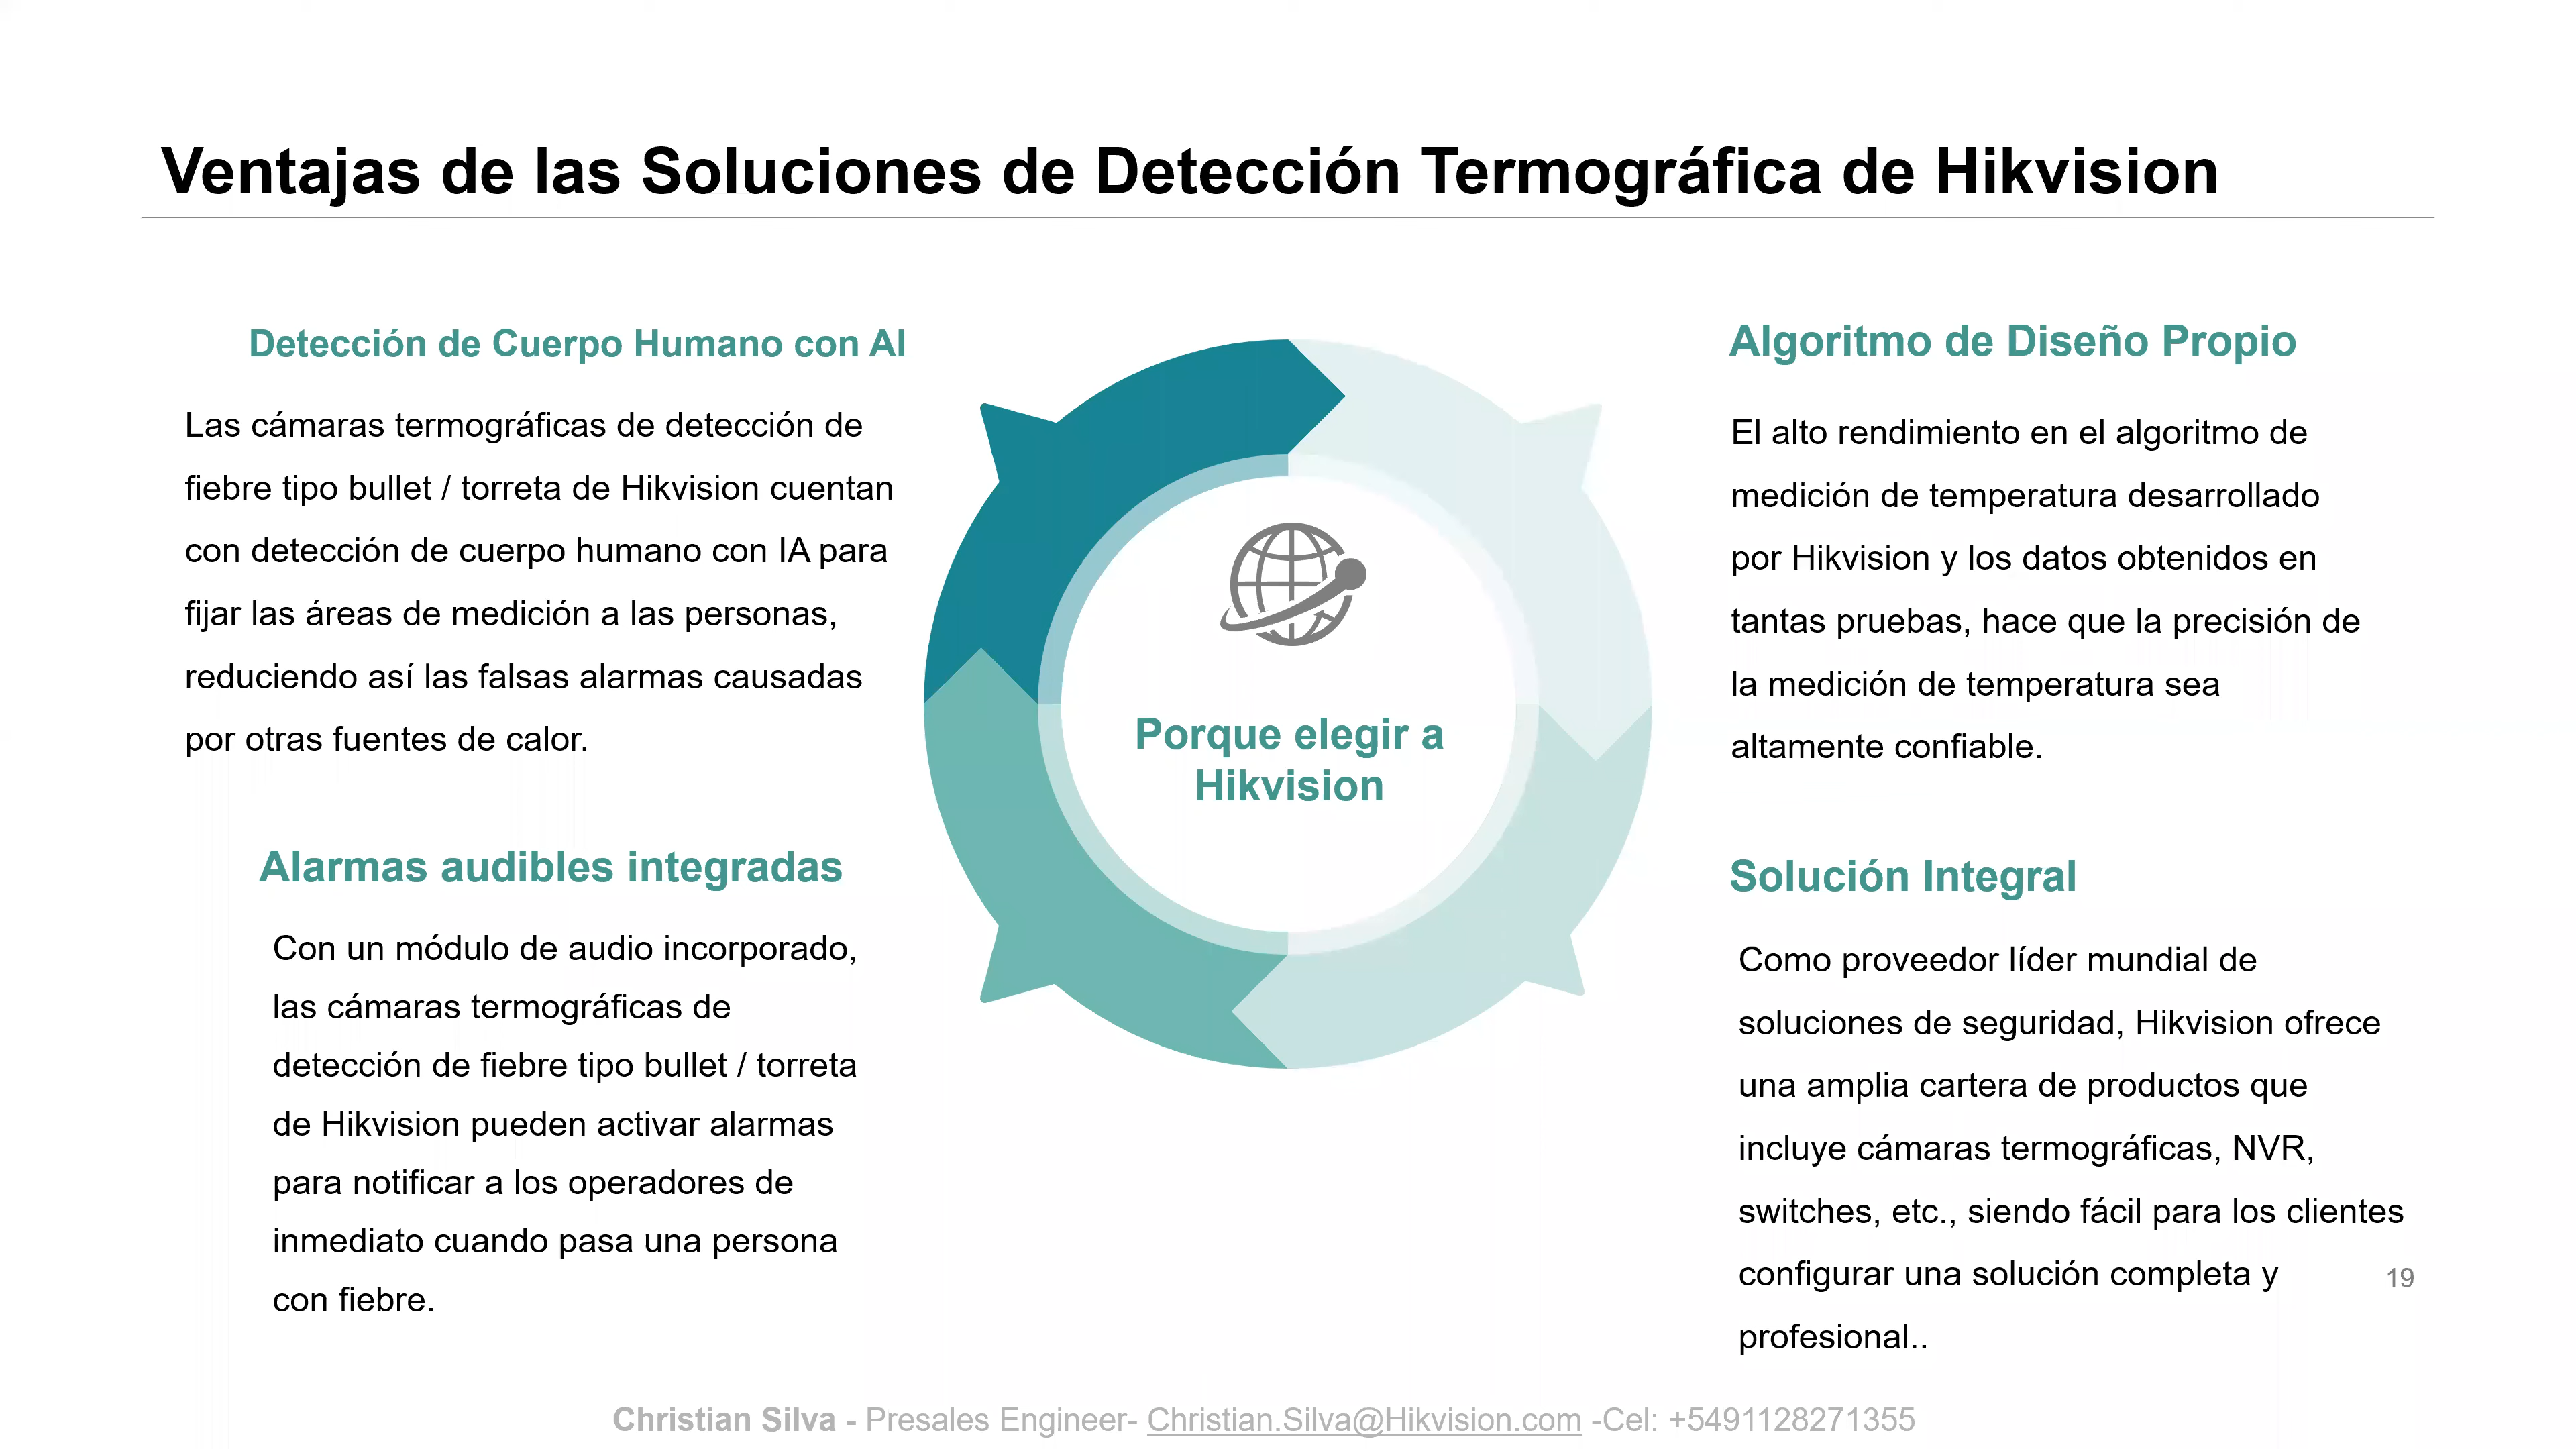 Ventajas de las Soluciones de Detección Termográfica de Hikvision
Detección de Cuerpo Humano con AI
Las cámaras termográficas de detección de
fiebre tipo bullet / torreta de Hikvision cuentan
con detección de cuerpo humano con IA para
fijar las áreas de medición a las personas,
reduciendo así las falsas alarmas causadas
por otras fuentes de calor.
Alarmas audibles integradas
Con un módulo de audio incorporado,
las cámaras termográficas de
detección de fiebre tipo bullet / torreta
de Hikvision pueden activar alarmas
para notificar a los operadores de
inmediato cuando pasa una persona
con fiebre.
Porque elegir a
Hikvision
Algoritmo de Diseño Propio
El alto rendimiento en el algoritmo de
medición de temperatura desarrollado
por Hikvision y los datos obtenidos en
tantas pruebas, hace que la precisión de
la medición de temperatura sea
altamente confiable.
Solución Integral
Como proveedor líder mundial de
soluciones de seguridad, Hikvision ofrece
una amplia cartera de productos que
incluye cámaras termográficas, NVR,
switches, etc., siendo fácil para los clientes
configurar una solución completa y
profesional..
19
Christian Silva - Presales Engineer- Christian.Silva@Hikvision.com -Cel: +5491128271355